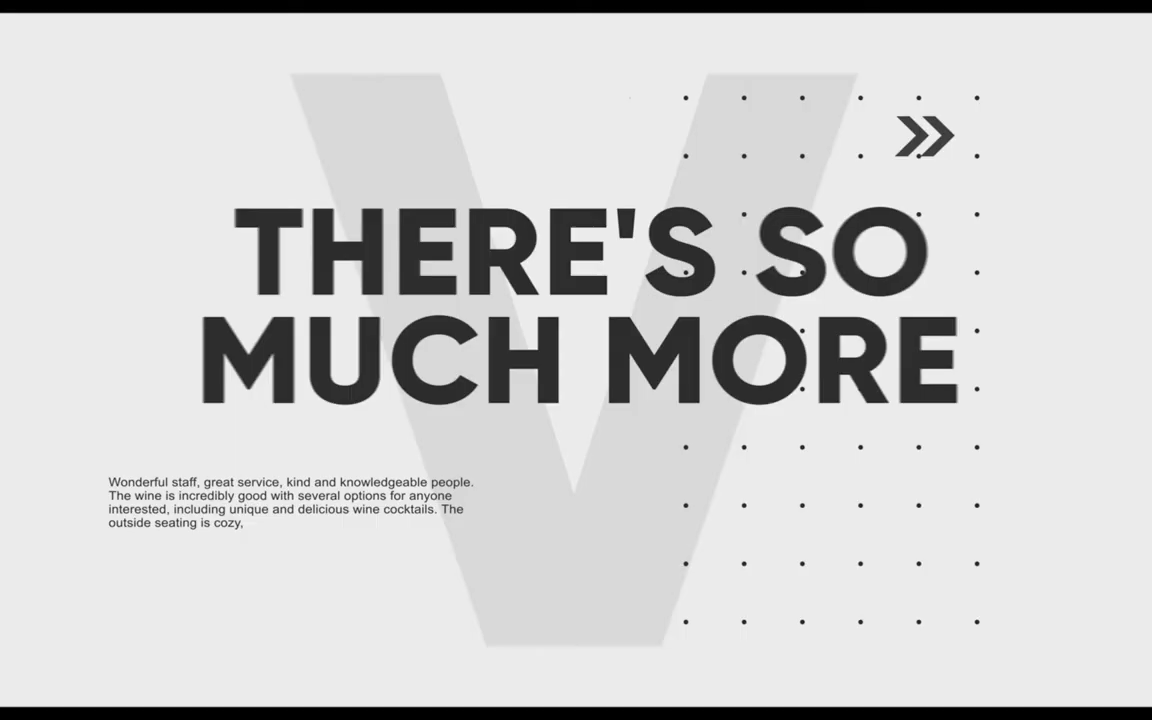 V
THERE'S SO
MUCH MORE
Wonderful staff, great service, kind and knowledgeable people.
The wine is incredibly good with several options for anyone
interested, including unique and delicious wine cocktails. The
outside seating is cozy,